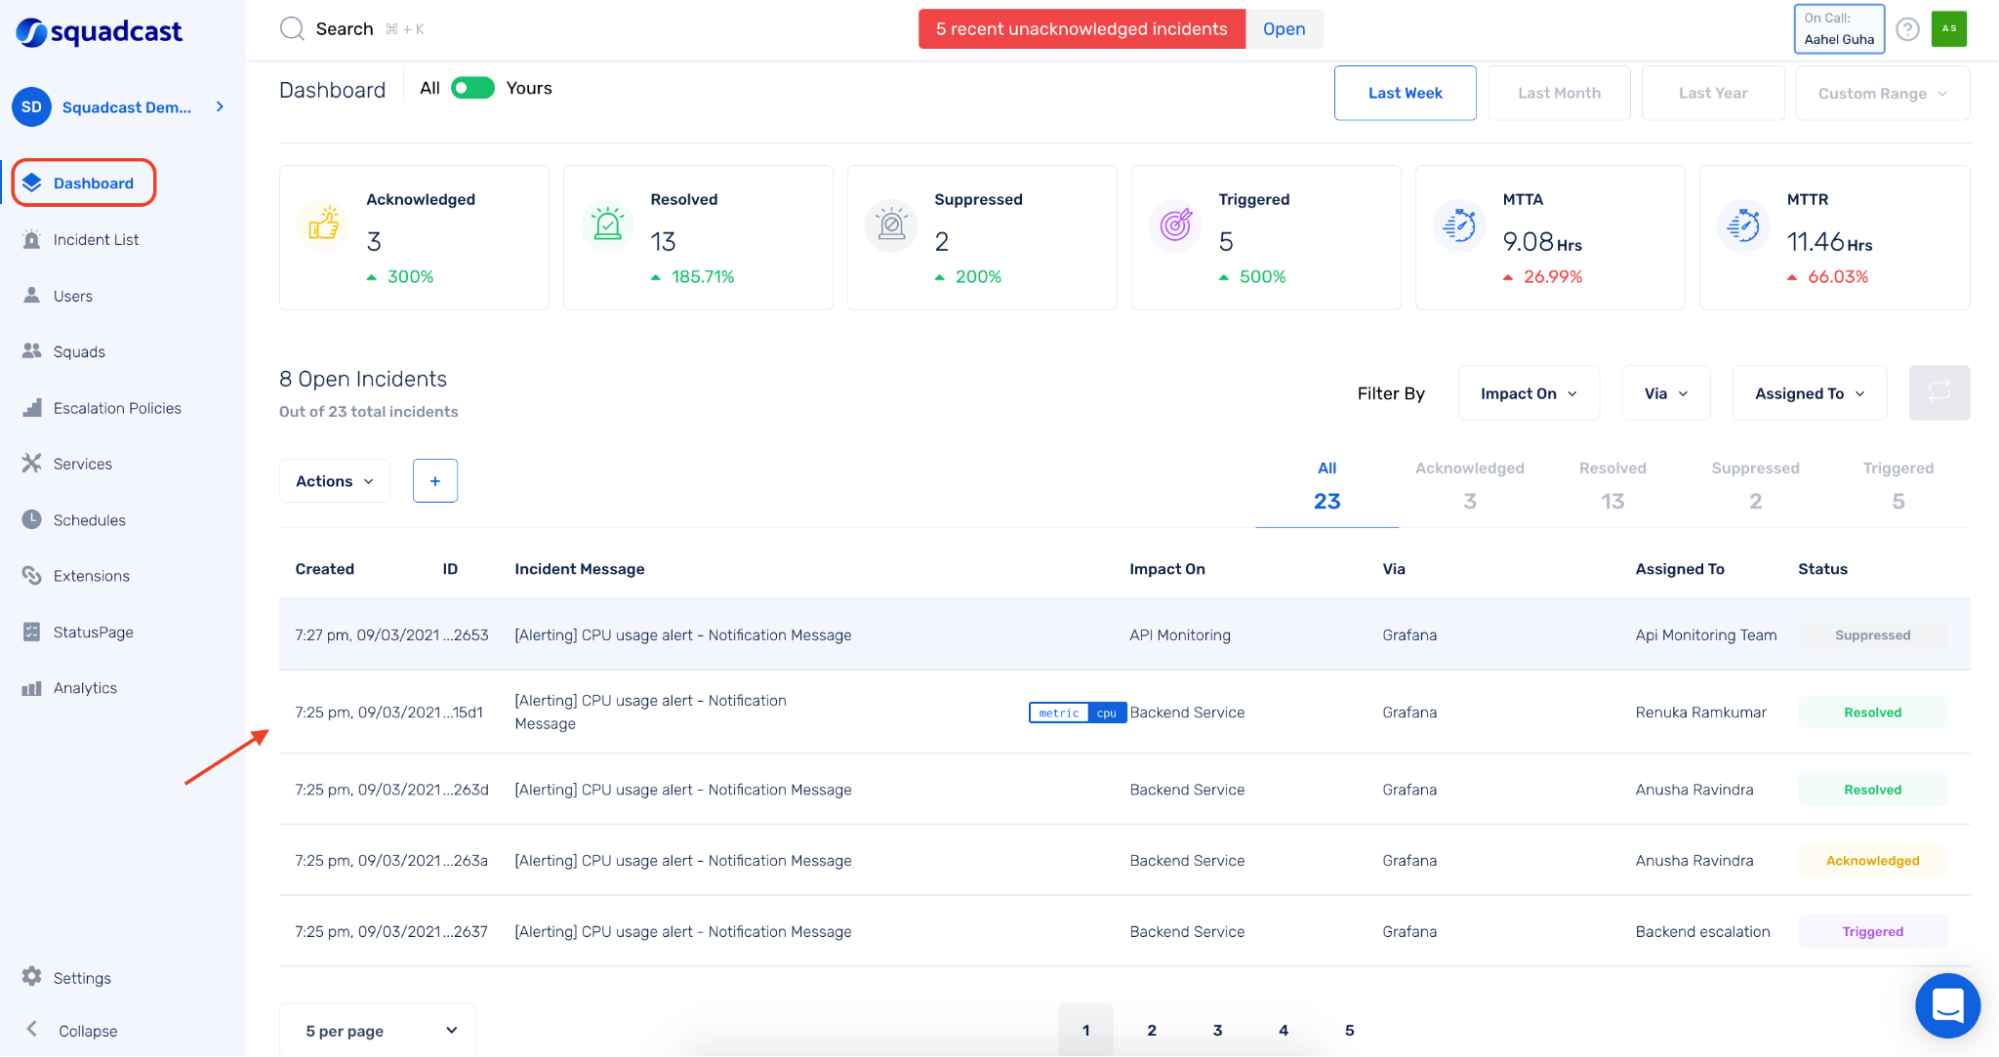 squadcast
Search ⌘ + K
5 recent unacknowledged incidents Open
On Call:
Aahel Guha
AS
SD Squadcast Dem...
Dashboard
Incident List
Users
Squads
Escalation Policies
Services
Schedules
Extensions
StatusPage
Analytics
Settings
Collapse
Dashboard All Yours
Last Week Last Month Last Year Custom Range
Acknowledged
3
300%
Resolved
13
185.71%
Suppressed
2
200%
Triggered
5
500%
MTTA
9.08 Hrs
26.99%
MTTR
11.46 Hrs
66.03%
8 Open Incidents
Out of 23 total incidents
Filter By Impact On Via Assigned To
Actions +
All Acknowledged Resolved Suppressed Triggered
23 3 13 2 5
Created ID Incident Message Impact On Via Assigned To Status
7:27 pm, 09/03/2021 ...2653 [Alerting] CPU usage alert - Notification Message API Monitoring Grafana Api Monitoring Team Suppressed
7:25 pm, 09/03/2021 ...15d1 [Alerting] CPU usage alert - Notification
Message metric cpu Backend Service Grafana Renuka Ramkumar Resolved
7:25 pm, 09/03/2021 ...263d [Alerting] CPU usage alert - Notification Message Backend Service Grafana Anusha Ravindra Resolved
7:25 pm, 09/03/2021 ...263a [Alerting] CPU usage alert - Notification Message Backend Service Grafana Anusha Ravindra Acknowledged
7:25 pm, 09/03/2021 ...2637 [Alerting] CPU usage alert - Notification Message Backend Service Grafana Backend escalation Triggered
5 per page 1 2 3 4 5